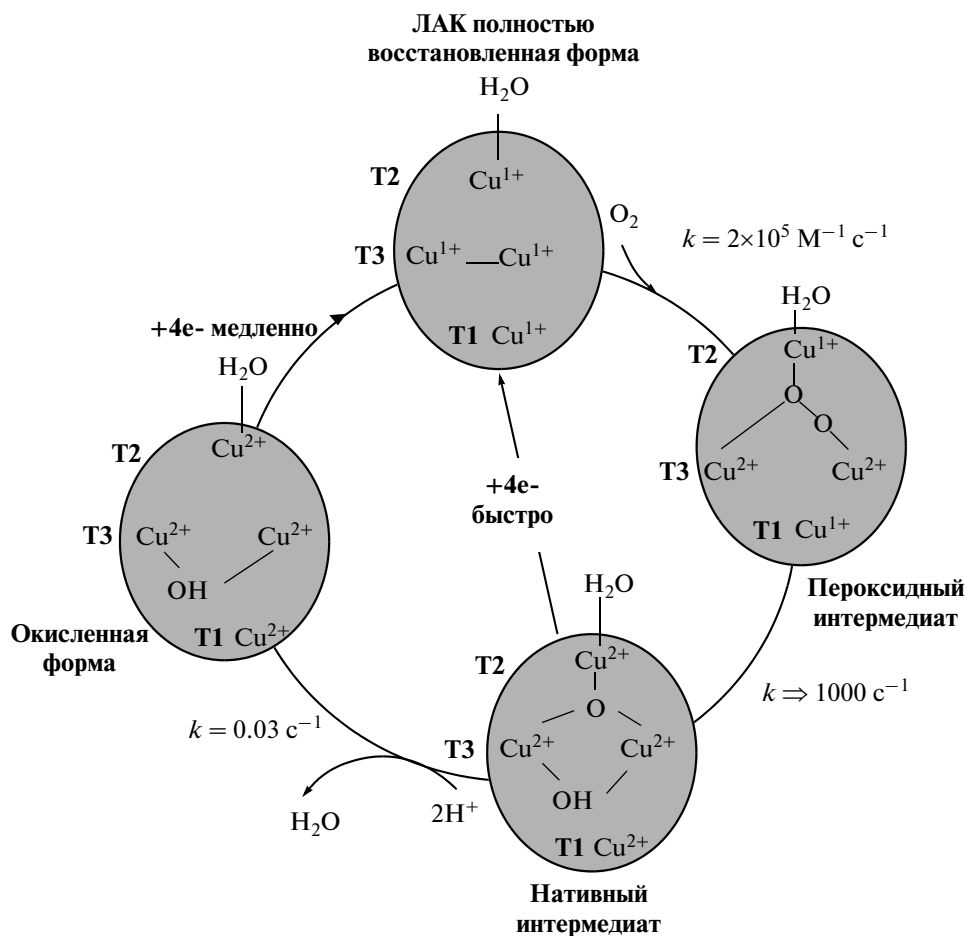 ЛАК полностью
восстановленная форма
H₂O
T2
Cu¹⁺
O₂
k = 2×10⁵ M⁻¹ c⁻¹
T3 Cu¹⁺ Cu¹⁺
T1 Cu¹⁺
+4e- медленно
H₂O
T2
Cu¹⁺
O
O
T3
Cu²⁺ Cu²⁺
T1 Cu¹⁺
Пероксидный
интермедиат
H₂O
T2
Cu²⁺
T3 Cu²⁺ Cu²⁺
OH
T1 Cu²⁺
Окисленная
форма
+4e-
быстро
H₂O
T2
Cu²⁺
O
T3 Cu²⁺ Cu²⁺
OH
T1 Cu²⁺
Нативный
интермедиат
k ⇒ 1000 c⁻¹
k = 0.03 c⁻¹
H₂O
2H⁺